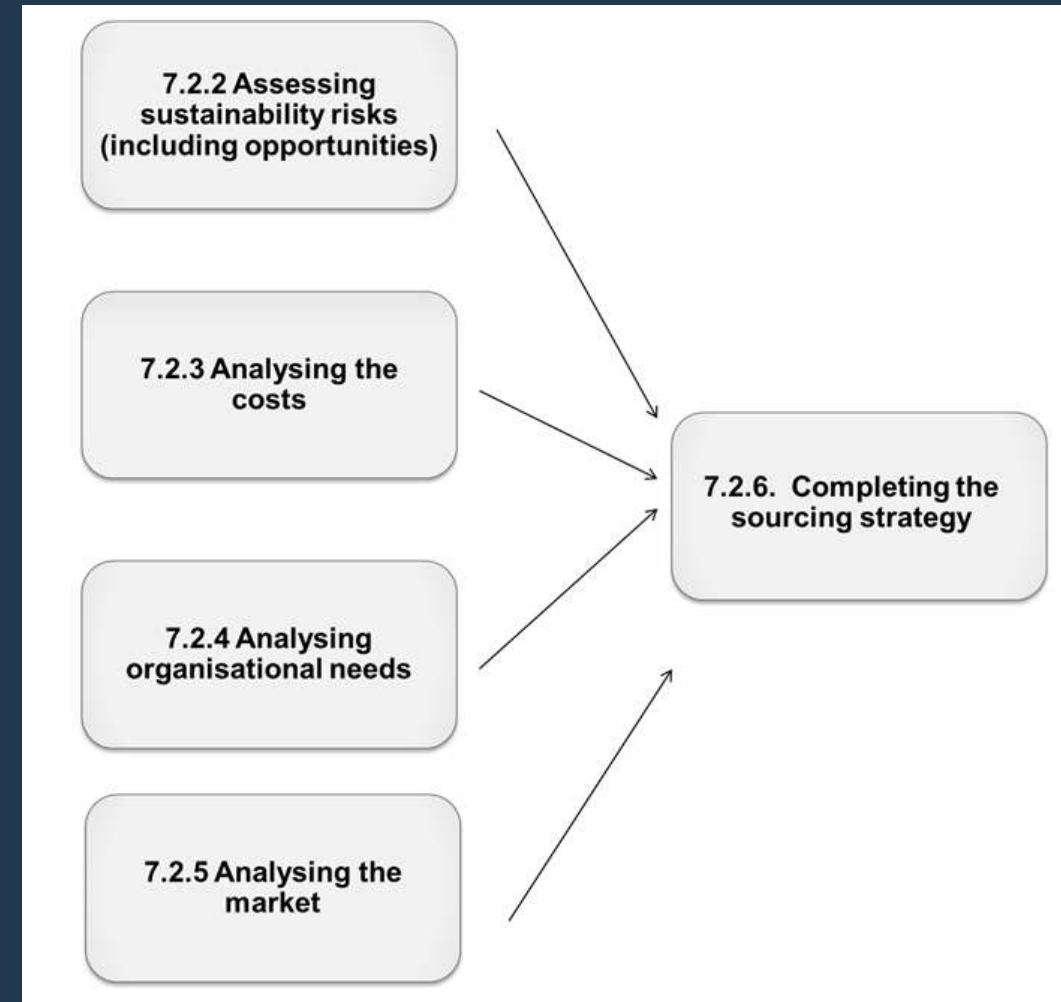 7.2.2 Assessing
sustainability risks
(including opportunities)
7.2.3 Analysing the
costs
7.2.4 Analysing
organisational needs
7.2.5 Analysing the
market
7.2.6.  Completing the
sourcing strategy